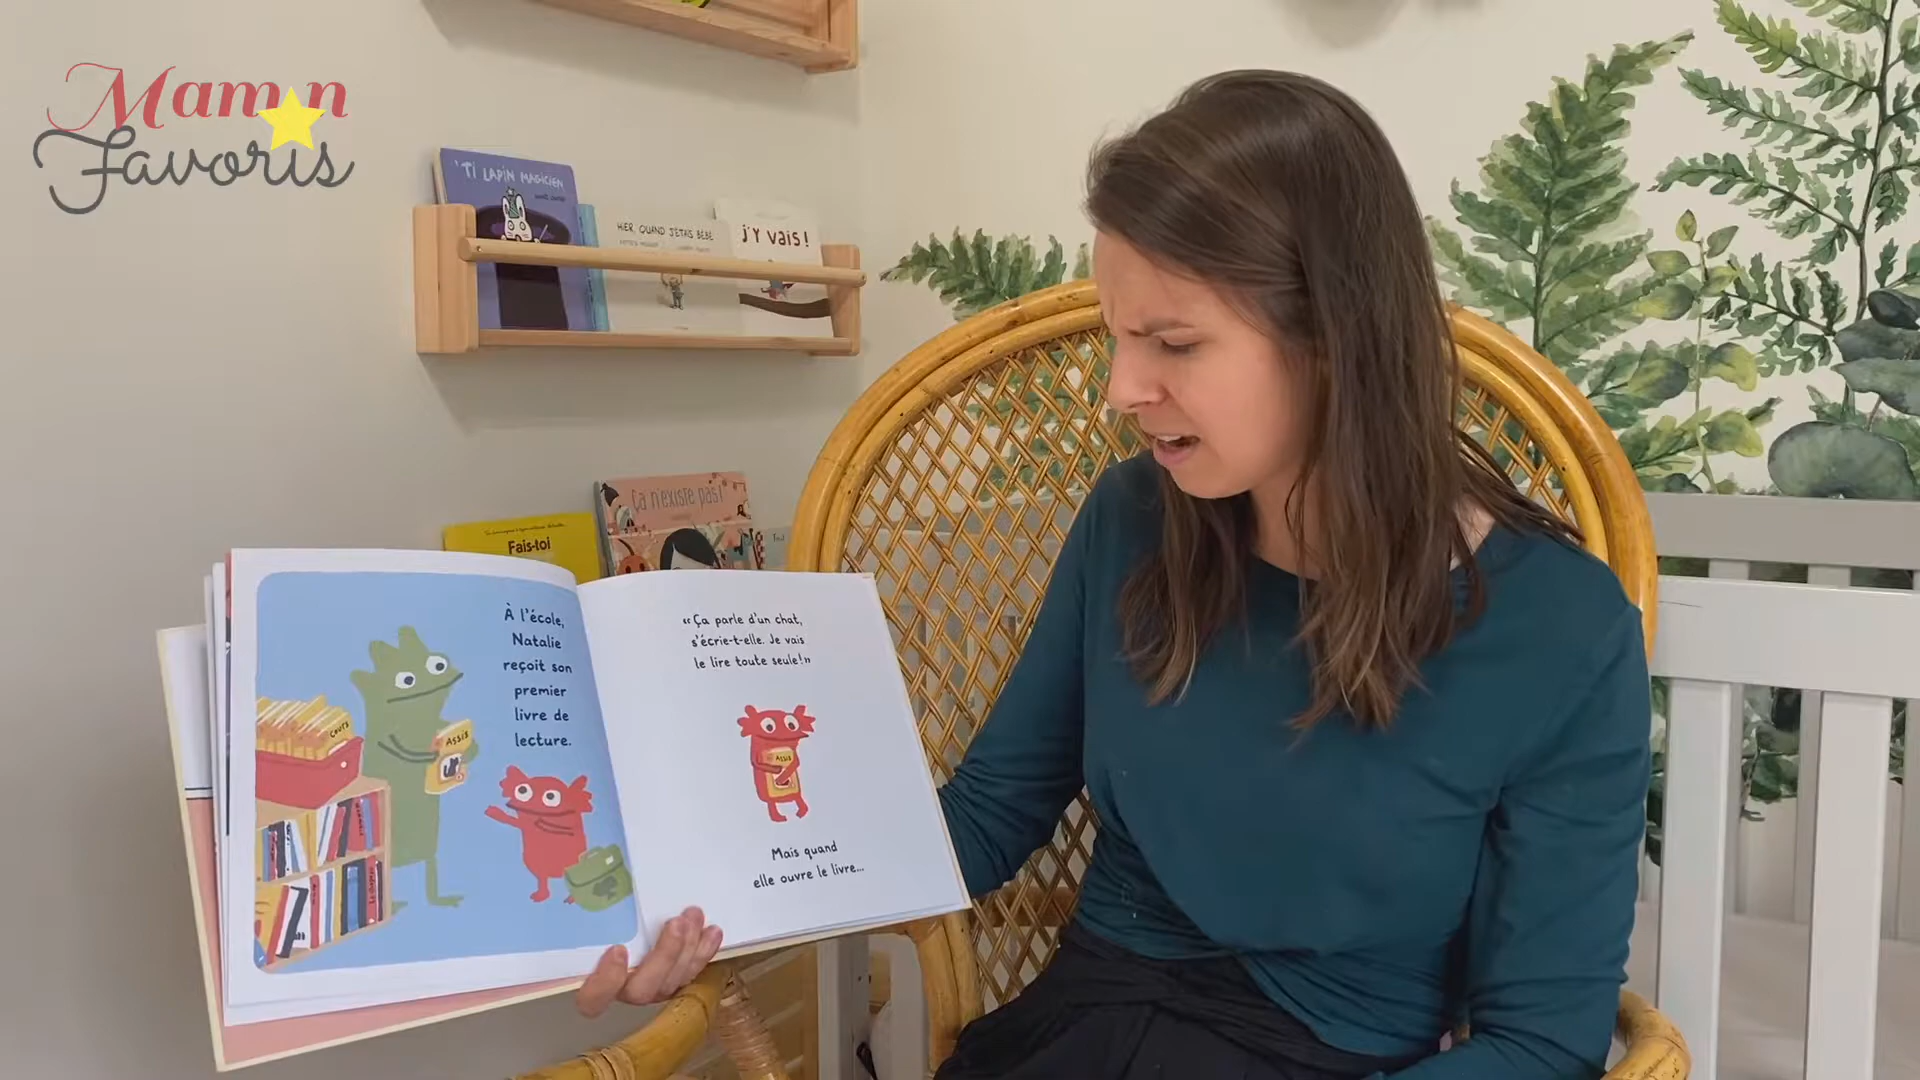 Mam n
Favoris
'TI LAPIN MAGICIEN
HIER, QUAND J'ÉTAIS BÉBÉ
J'Y VAIS!
Ça n'existe pas!
Fais-toi
À l'école,
Natalie
reçoit son
premier
livre de
lecture.
Cours
Assis
«Ça parle d'un chat,
s'écrie-t-elle. Je vais
le lire toute seule!»
Assis
Mais quand
elle ouvre le livre...